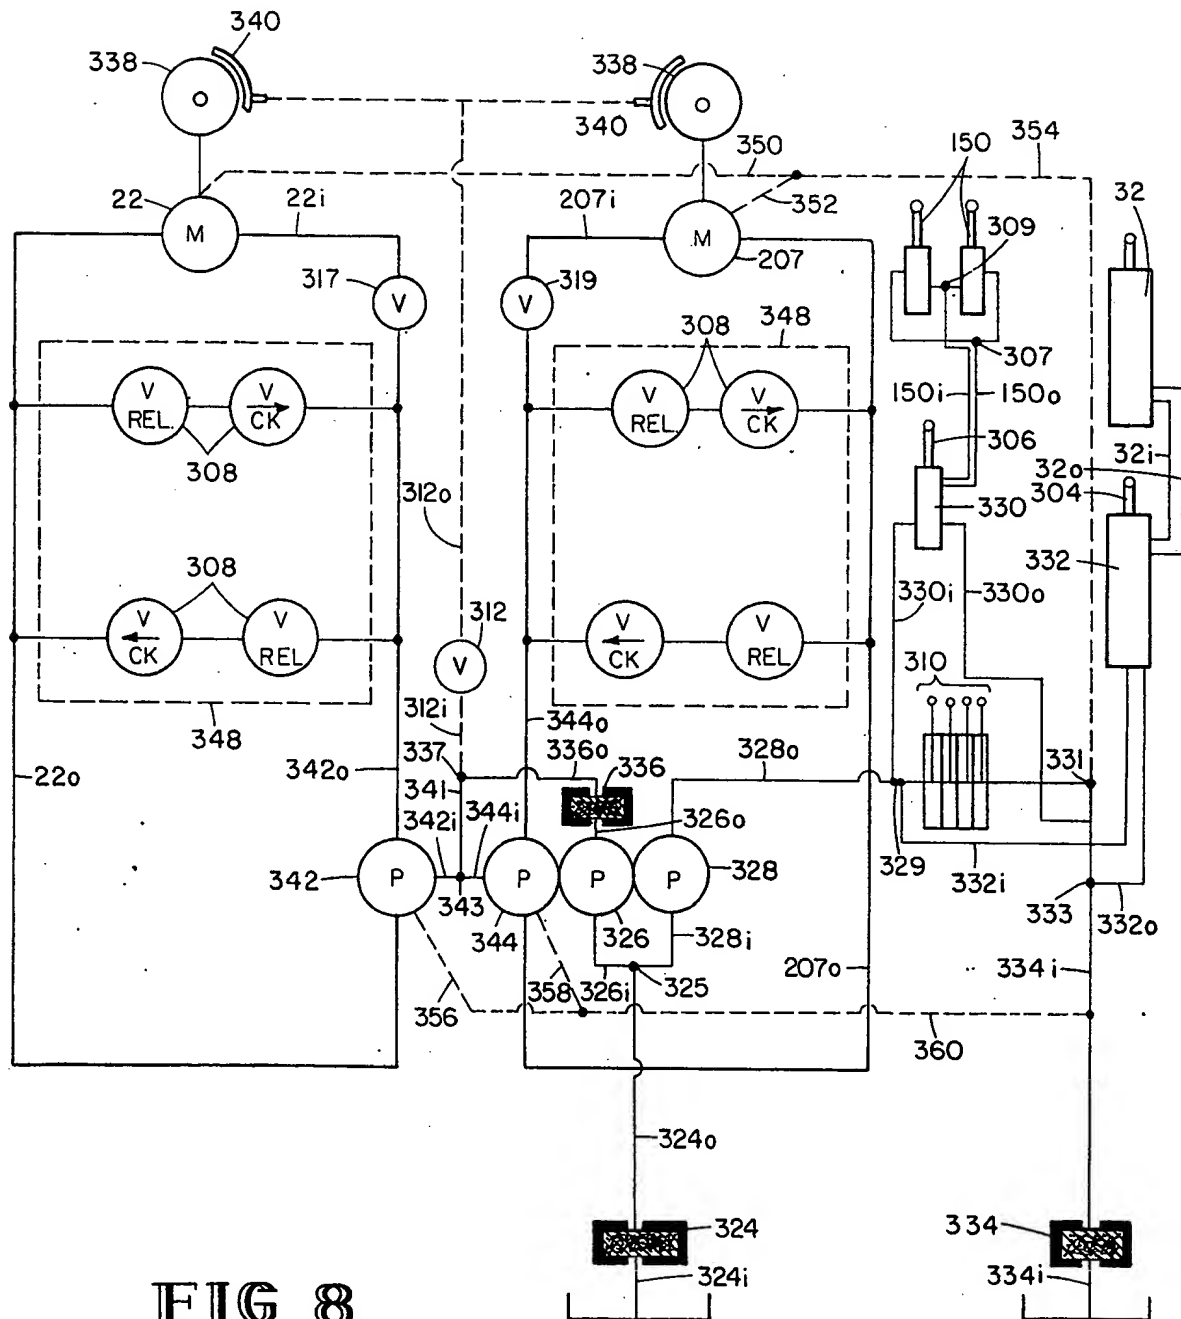 340
338
338
340
350
150
354
22
22i
207i
352
309
32
M
M
207
317
V
V
319
308
348
307
V
REL.
V
CK
V
REL.
V
CK
150i
150o
306
32i
32o
308
312o
330
304
332
308
330i
330o
V
CK
V
REL
312
V
V
CK
V
REL
310
312i
344o
348
337
336o
336
328o
331
22o
342o
341
342i
344i
326o
329
332i
342
P
343
P
P
P
328
333
332o
344
326
328i
334i
207o
356
358
326i
325
360
324o
324
334
324i
334i
FIG 8